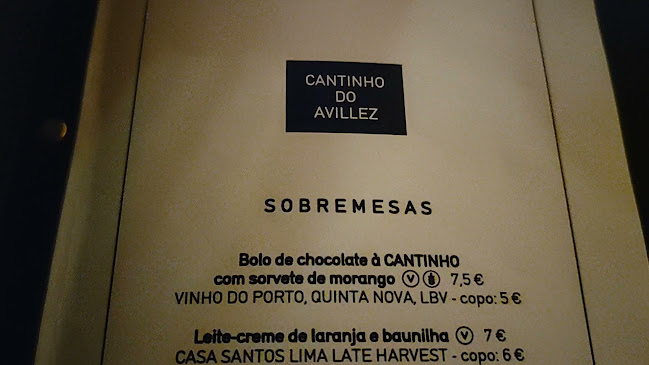 CANTINHO
DO
AVILLEZ
SOBREMESAS
Bolo de chocolate à CANTINHO
com sorvete de morango V 7,5 €
VINHO DO PORTO, QUINTA NOVA, LBV - copo: 5 €
Leite-creme de laranja e baunilha V 7 €
CASA SANTOS LIMA LATE HARVEST - copo: 6 €